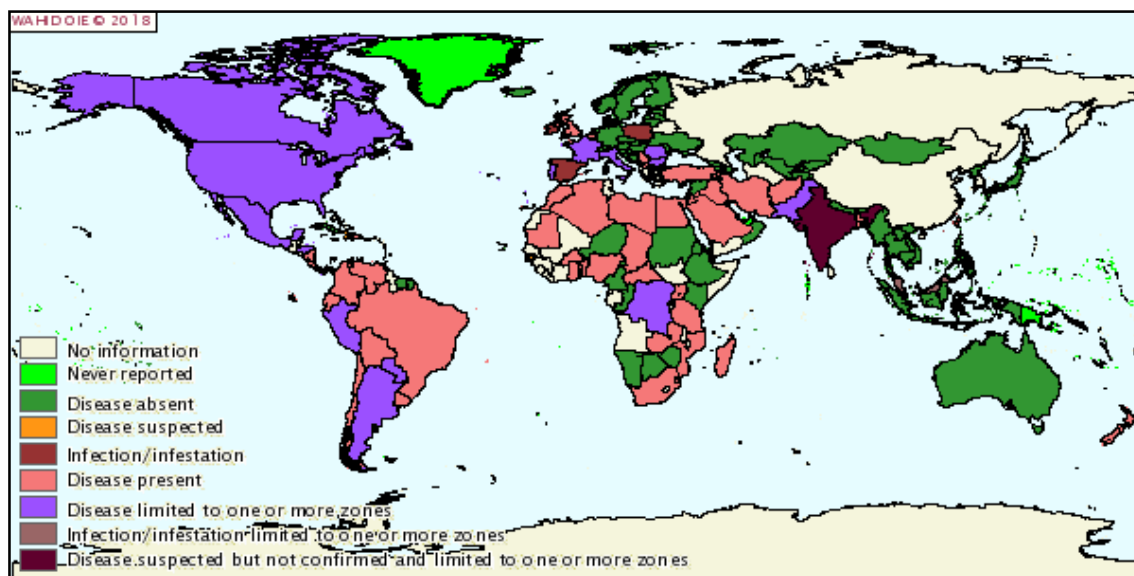 WAHIDOIE © 2018
No information
Never reported
Disease absent
Disease suspected
Infection/infestation
Disease present
Disease limited to one or more zones
Infection/infestation limited to one or more zones
Disease.suspected but not confirmed and limited to one or more zones